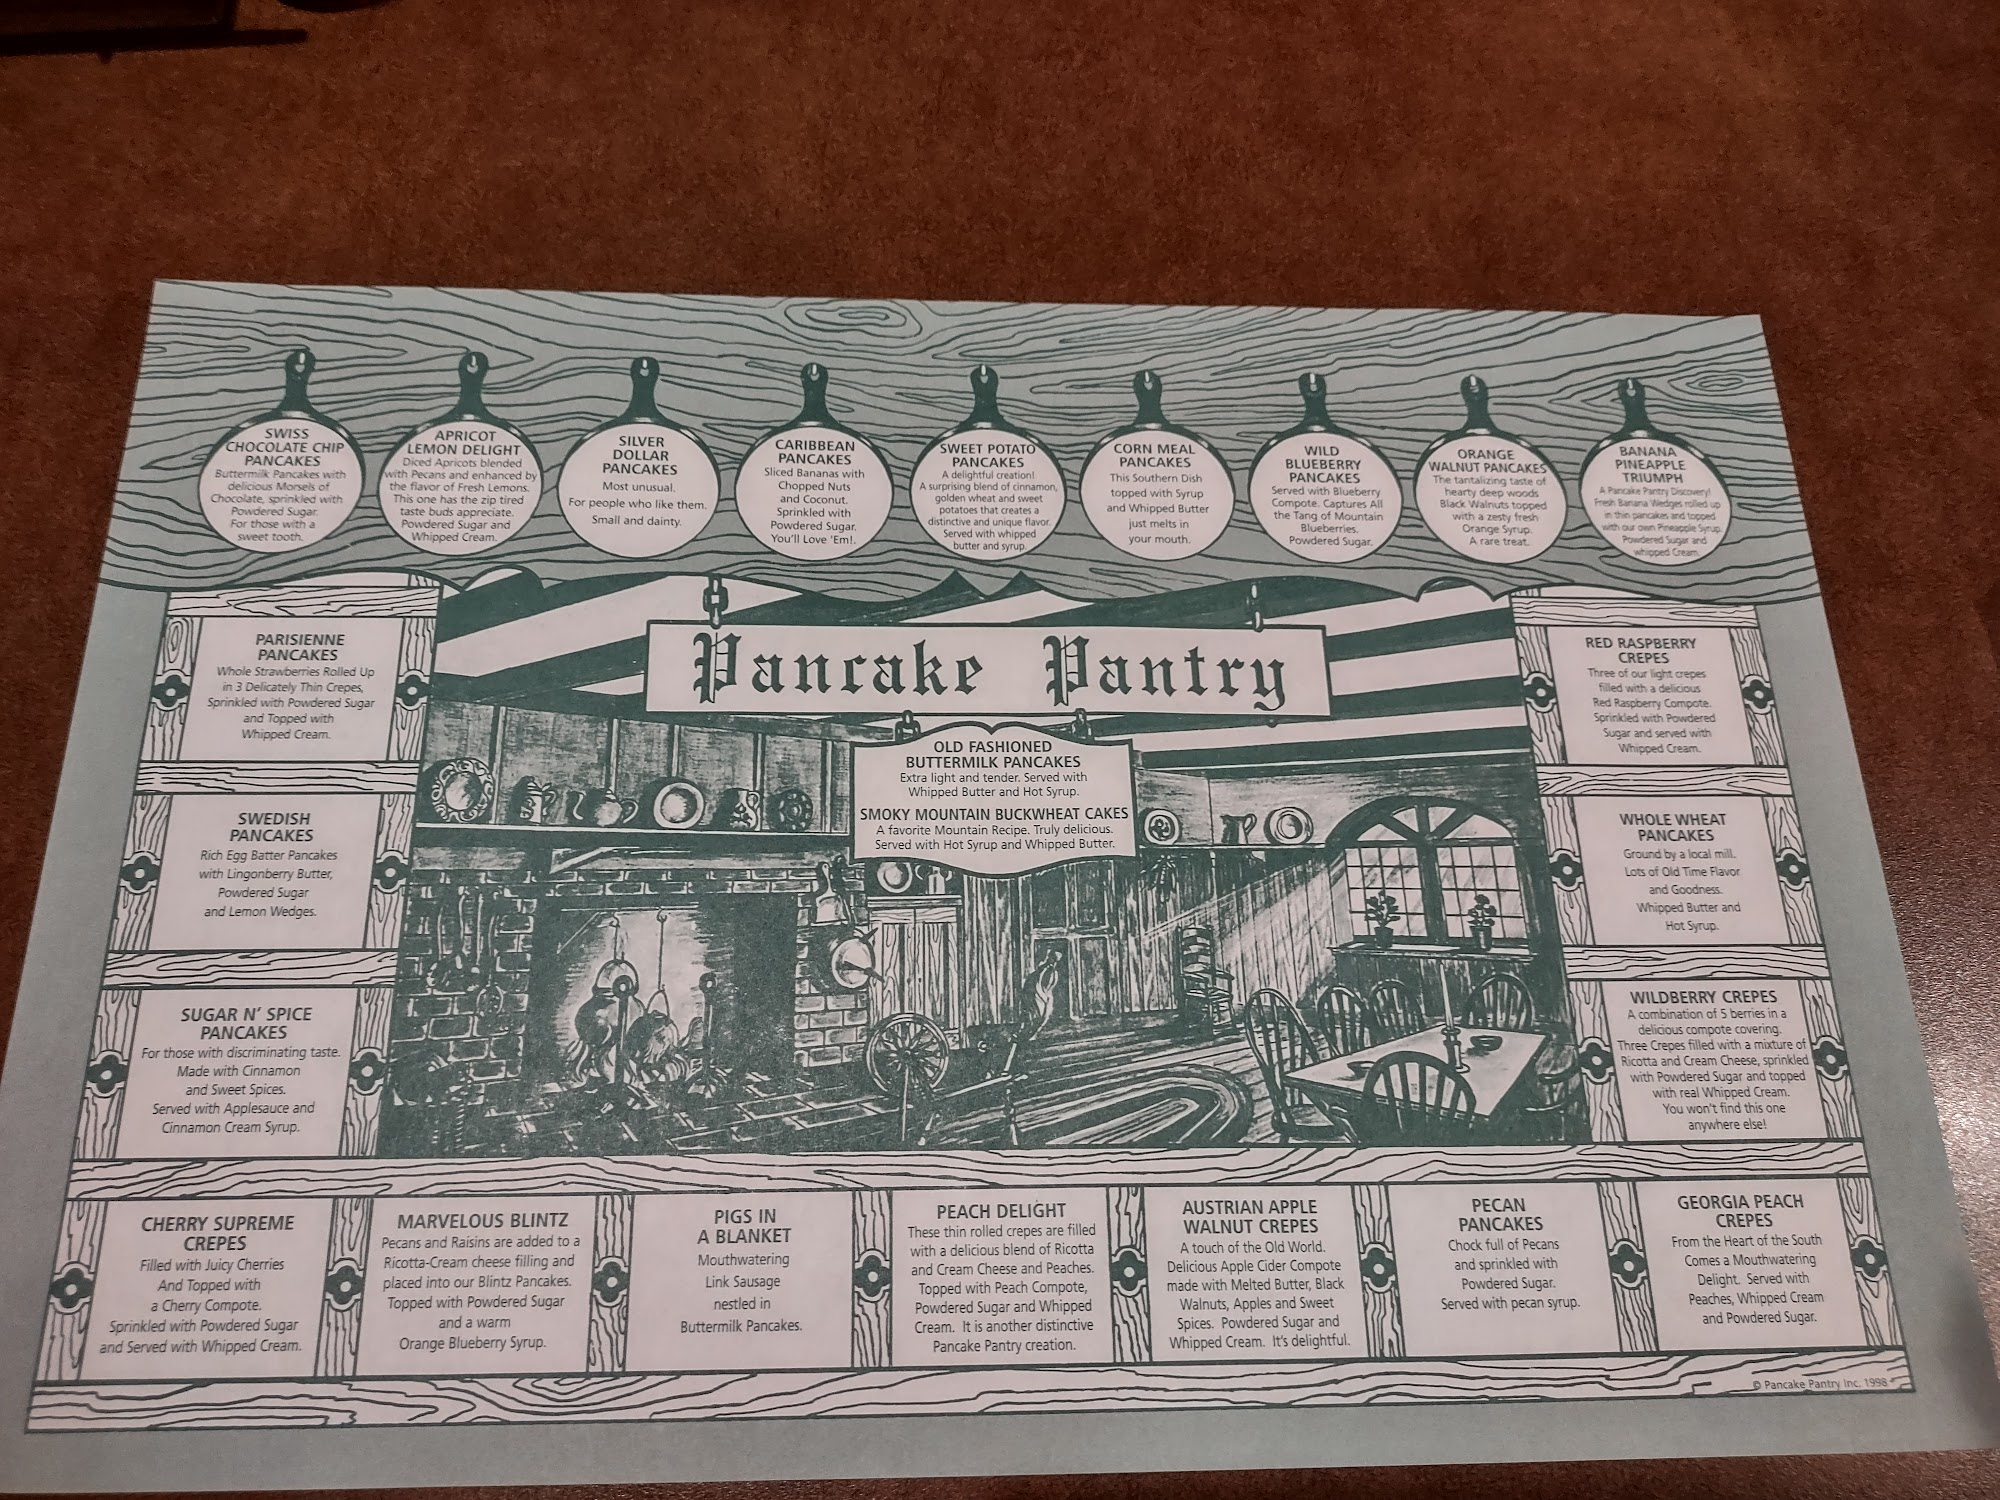 SWISS
CHOCOLATE CHIP
PANCAKES
Buttermilk Pancakes with
delicious Morsels of
Chocolate, sprinkled with
Powdered Sugar.
For those with a
sweet tooth.
APRICOT
LEMON DELIGHT
Diced Apricots blended
with Pecans and enhanced by
the flavor of Fresh Lemons.
This one has the zip tired
taste buds appreciate.
Powdered Sugar and
Whipped Cream.
SILVER
DOLLAR
PANCAKES
Most unusual.
For people who like them.
Small and dainty.
CARIBBEAN
PANCAKES
Sliced Bananas with
Chopped Nuts
and Coconut.
Sprinkled with
Powdered Sugar.
You'll Love 'Em!.
SWEET POTATO
PANCAKES
A delightful creation!
A surprising blend of cinnamon,
golden wheat and sweet
potatoes that creates a
distinctive and unique flavor.
Served with whipped
butter and syrup.
CORN MEAL
PANCAKES
This Southern Dish
topped with Syrup
and Whipped Butter
just melts in
your mouth.
WILD
BLUEBERRY
PANCAKES
Served with Blueberry
Compote. Captures All
the Tang of Mountain
Blueberries.
Powdered Sugar.
ORANGE
WALNUT PANCAKES
The tantalizing taste of
hearty deep woods
Black Walnuts topped
with a zesty fresh
Orange Syrup.
A rare treat.
BANANA
PINEAPPLE
TRIUMPH
A Pancake Pantry Discovery!
Fresh Banana Wedges rolled up
in thin pancakes and topped
with our own Pineapple Syrup.
Powdered Sugar and
whipped Cream.
Pancake Pantry
OLD FASHIONED
BUTTERMILK PANCAKES
Extra light and tender. Served with
Whipped Butter and Hot Syrup.
SMOKY MOUNTAIN BUCKWHEAT CAKES
A favorite Mountain Recipe. Truly delicious.
Served with Hot Syrup and Whipped Butter.
PARISIENNE
PANCAKES
Whole Strawberries Rolled Up
in 3 Delicately Thin Crepes,
Sprinkled with Powdered Sugar
and Topped with
Whipped Cream.
SWEDISH
PANCAKES
Rich Egg Batter Pancakes
with Lingonberry Butter,
Powdered Sugar
and Lemon Wedges.
SUGAR N' SPICE
PANCAKES
For those with discriminating taste.
Made with Cinnamon
and Sweet Spices.
Served with Applesauce and
Cinnamon Cream Syrup.
RED RASPBERRY
CREPES
Three of our light crepes
filled with a delicious
Red Raspberry Compote.
Sprinkled with Powdered
Sugar and served with
Whipped Cream.
WHOLE WHEAT
PANCAKES
Ground by a local mill.
Lots of Old Time Flavor
and Goodness.
Whipped Butter and
Hot Syrup.
WILDBERRY CREPES
A combination of 5 berries in a
delicious compote covering.
Three Crepes filled with a mixture of
Ricotta and Cream Cheese, sprinkled
with Powdered Sugar and topped
with real Whipped Cream.
You won't find this one
anywhere else!
CHERRY SUPREME
CREPES
Filled with Juicy Cherries
And Topped with
a Cherry Compote.
Sprinkled with Powdered Sugar
and Served with Whipped Cream.
MARVELOUS BLINTZ
Pecans and Raisins are added to a
Ricotta-Cream cheese filling and
placed into our Blintz Pancakes.
Topped with Powdered Sugar
and a warm
Orange Blueberry Syrup.
PIGS IN
A BLANKET
Mouthwatering
Link Sausage
nestled in
Buttermilk Pancakes.
PEACH DELIGHT
These thin rolled crepes are filled
with a delicious blend of Ricotta
and Cream Cheese and Peaches.
Topped with Peach Compote,
Powdered Sugar and Whipped
Cream. It is another distinctive
Pancake Pantry creation.
AUSTRIAN APPLE
WALNUT CREPES
A touch of the Old World.
Delicious Apple Cider Compote
made with Melted Butter, Black
Walnuts, Apples and Sweet
Spices. Powdered Sugar and
Whipped Cream. It's delightful.
PECAN
PANCAKES
Chock full of Pecans
and sprinkled with
Powdered Sugar.
Served with pecan syrup.
GEORGIA PEACH
CREPES
From the Heart of the South
Comes a Mouthwatering
Delight. Served with
Peaches, Whipped Cream
and Powdered Sugar.
© Pancake Pantry Inc. 1998